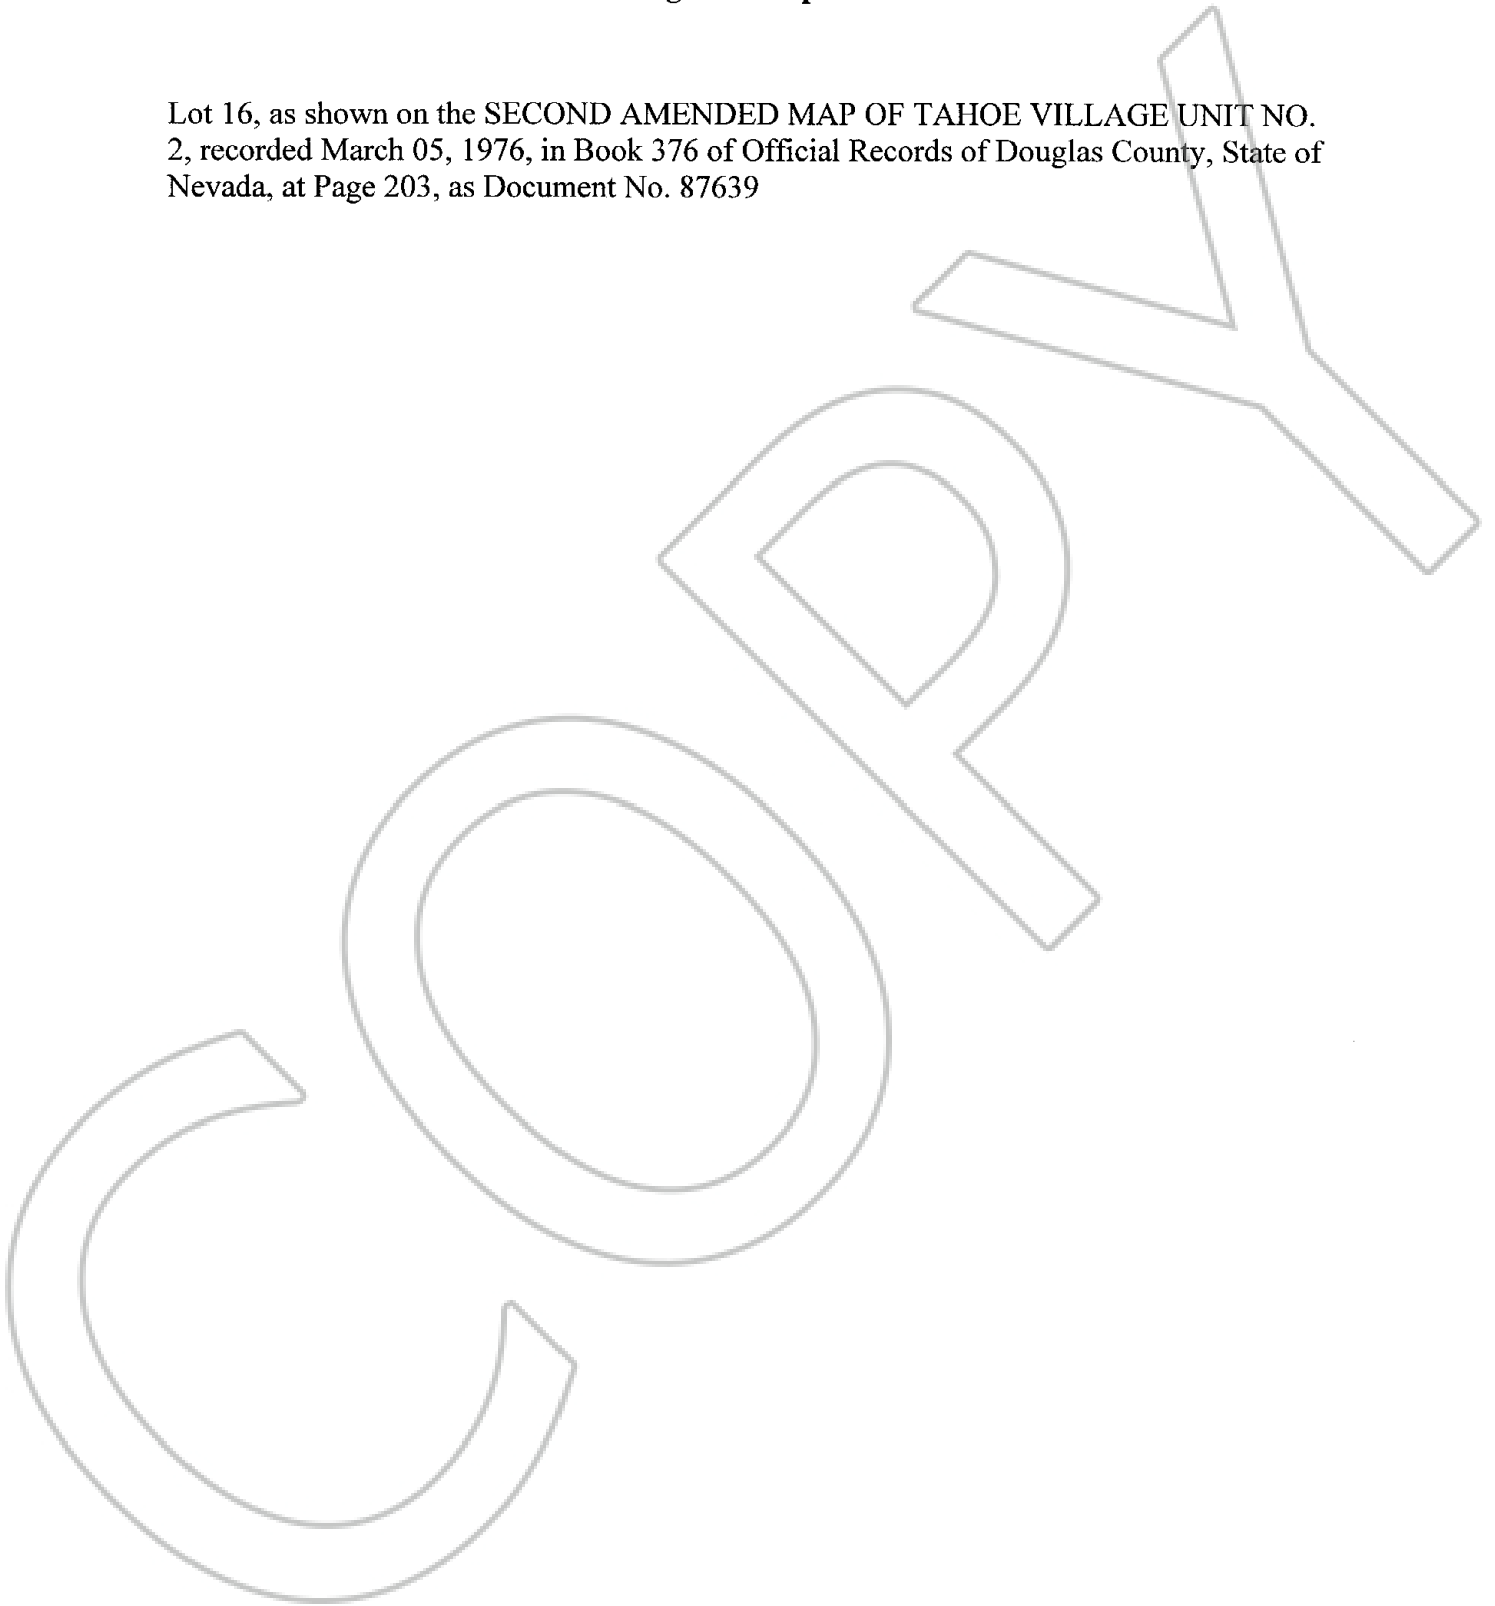 Lot 16, as shown on the SECOND AMENDED MAP OF TAHOE VILLAGE UNIT NO.
2, recorded March 05, 1976, in Book 376 of Official Records of Douglas County, State of
Nevada, at Page 203, as Document No. 87639
COPY